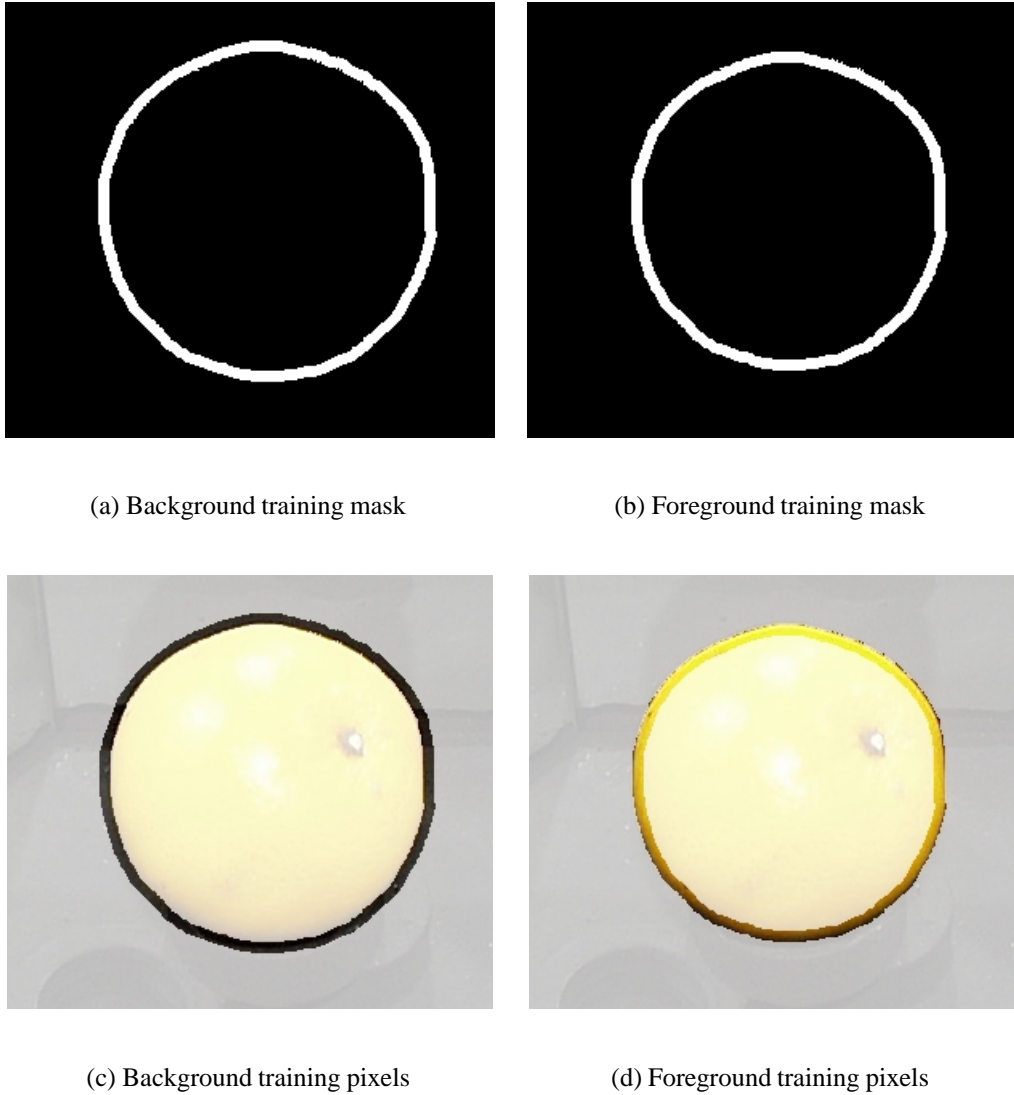 (a) Background training mask
(b) Foreground training mask
(c) Background training pixels
(d) Foreground training pixels